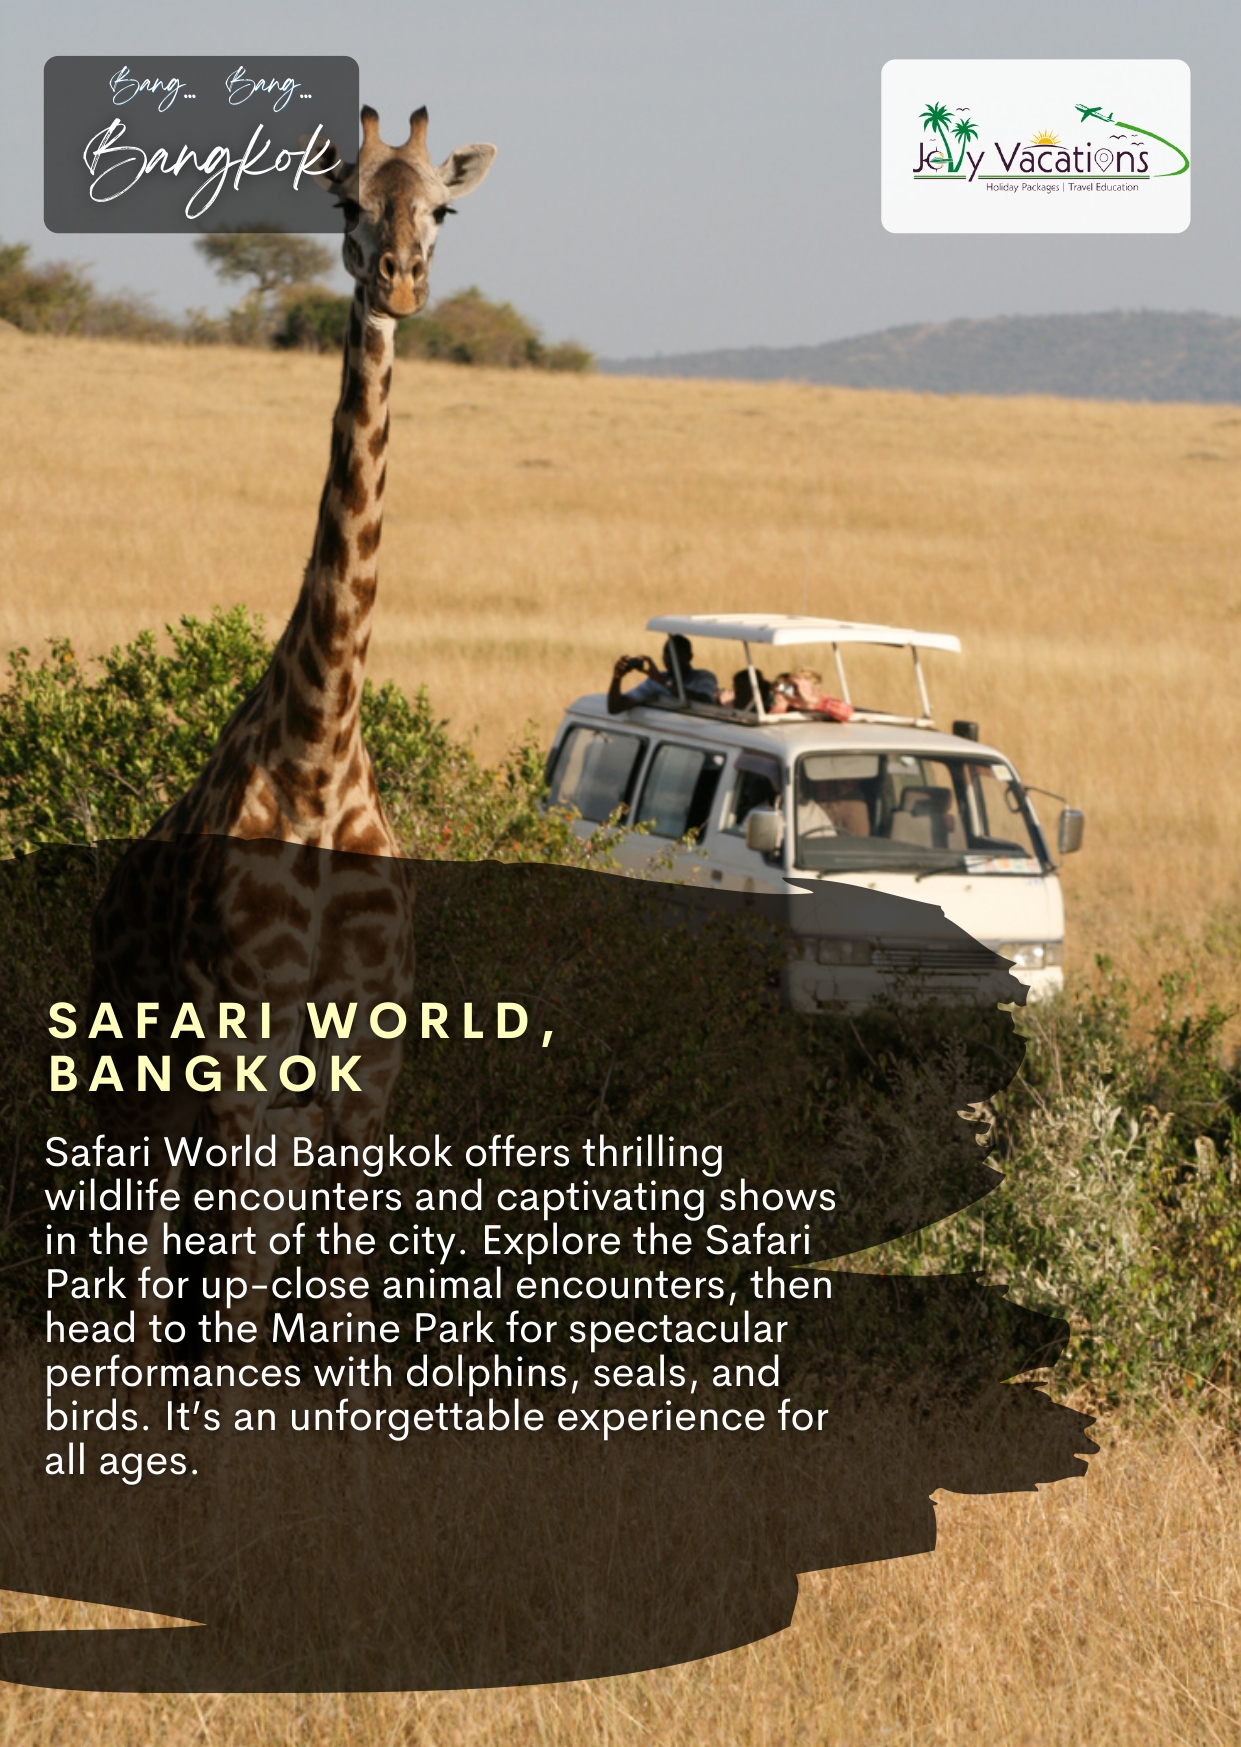 Bang... Bang...
Bangkok
Jolly Vacations
Holiday Packages | Travel Education
SAFARI WORLD,
BANGKOK
Safari World Bangkok offers thrilling
wildlife encounters and captivating shows
in the heart of the city. Explore the Safari
Park for up-close animal encounters, then
head to the Marine Park for spectacular
performances with dolphins, seals, and
birds. It’s an unforgettable experience for
all ages.